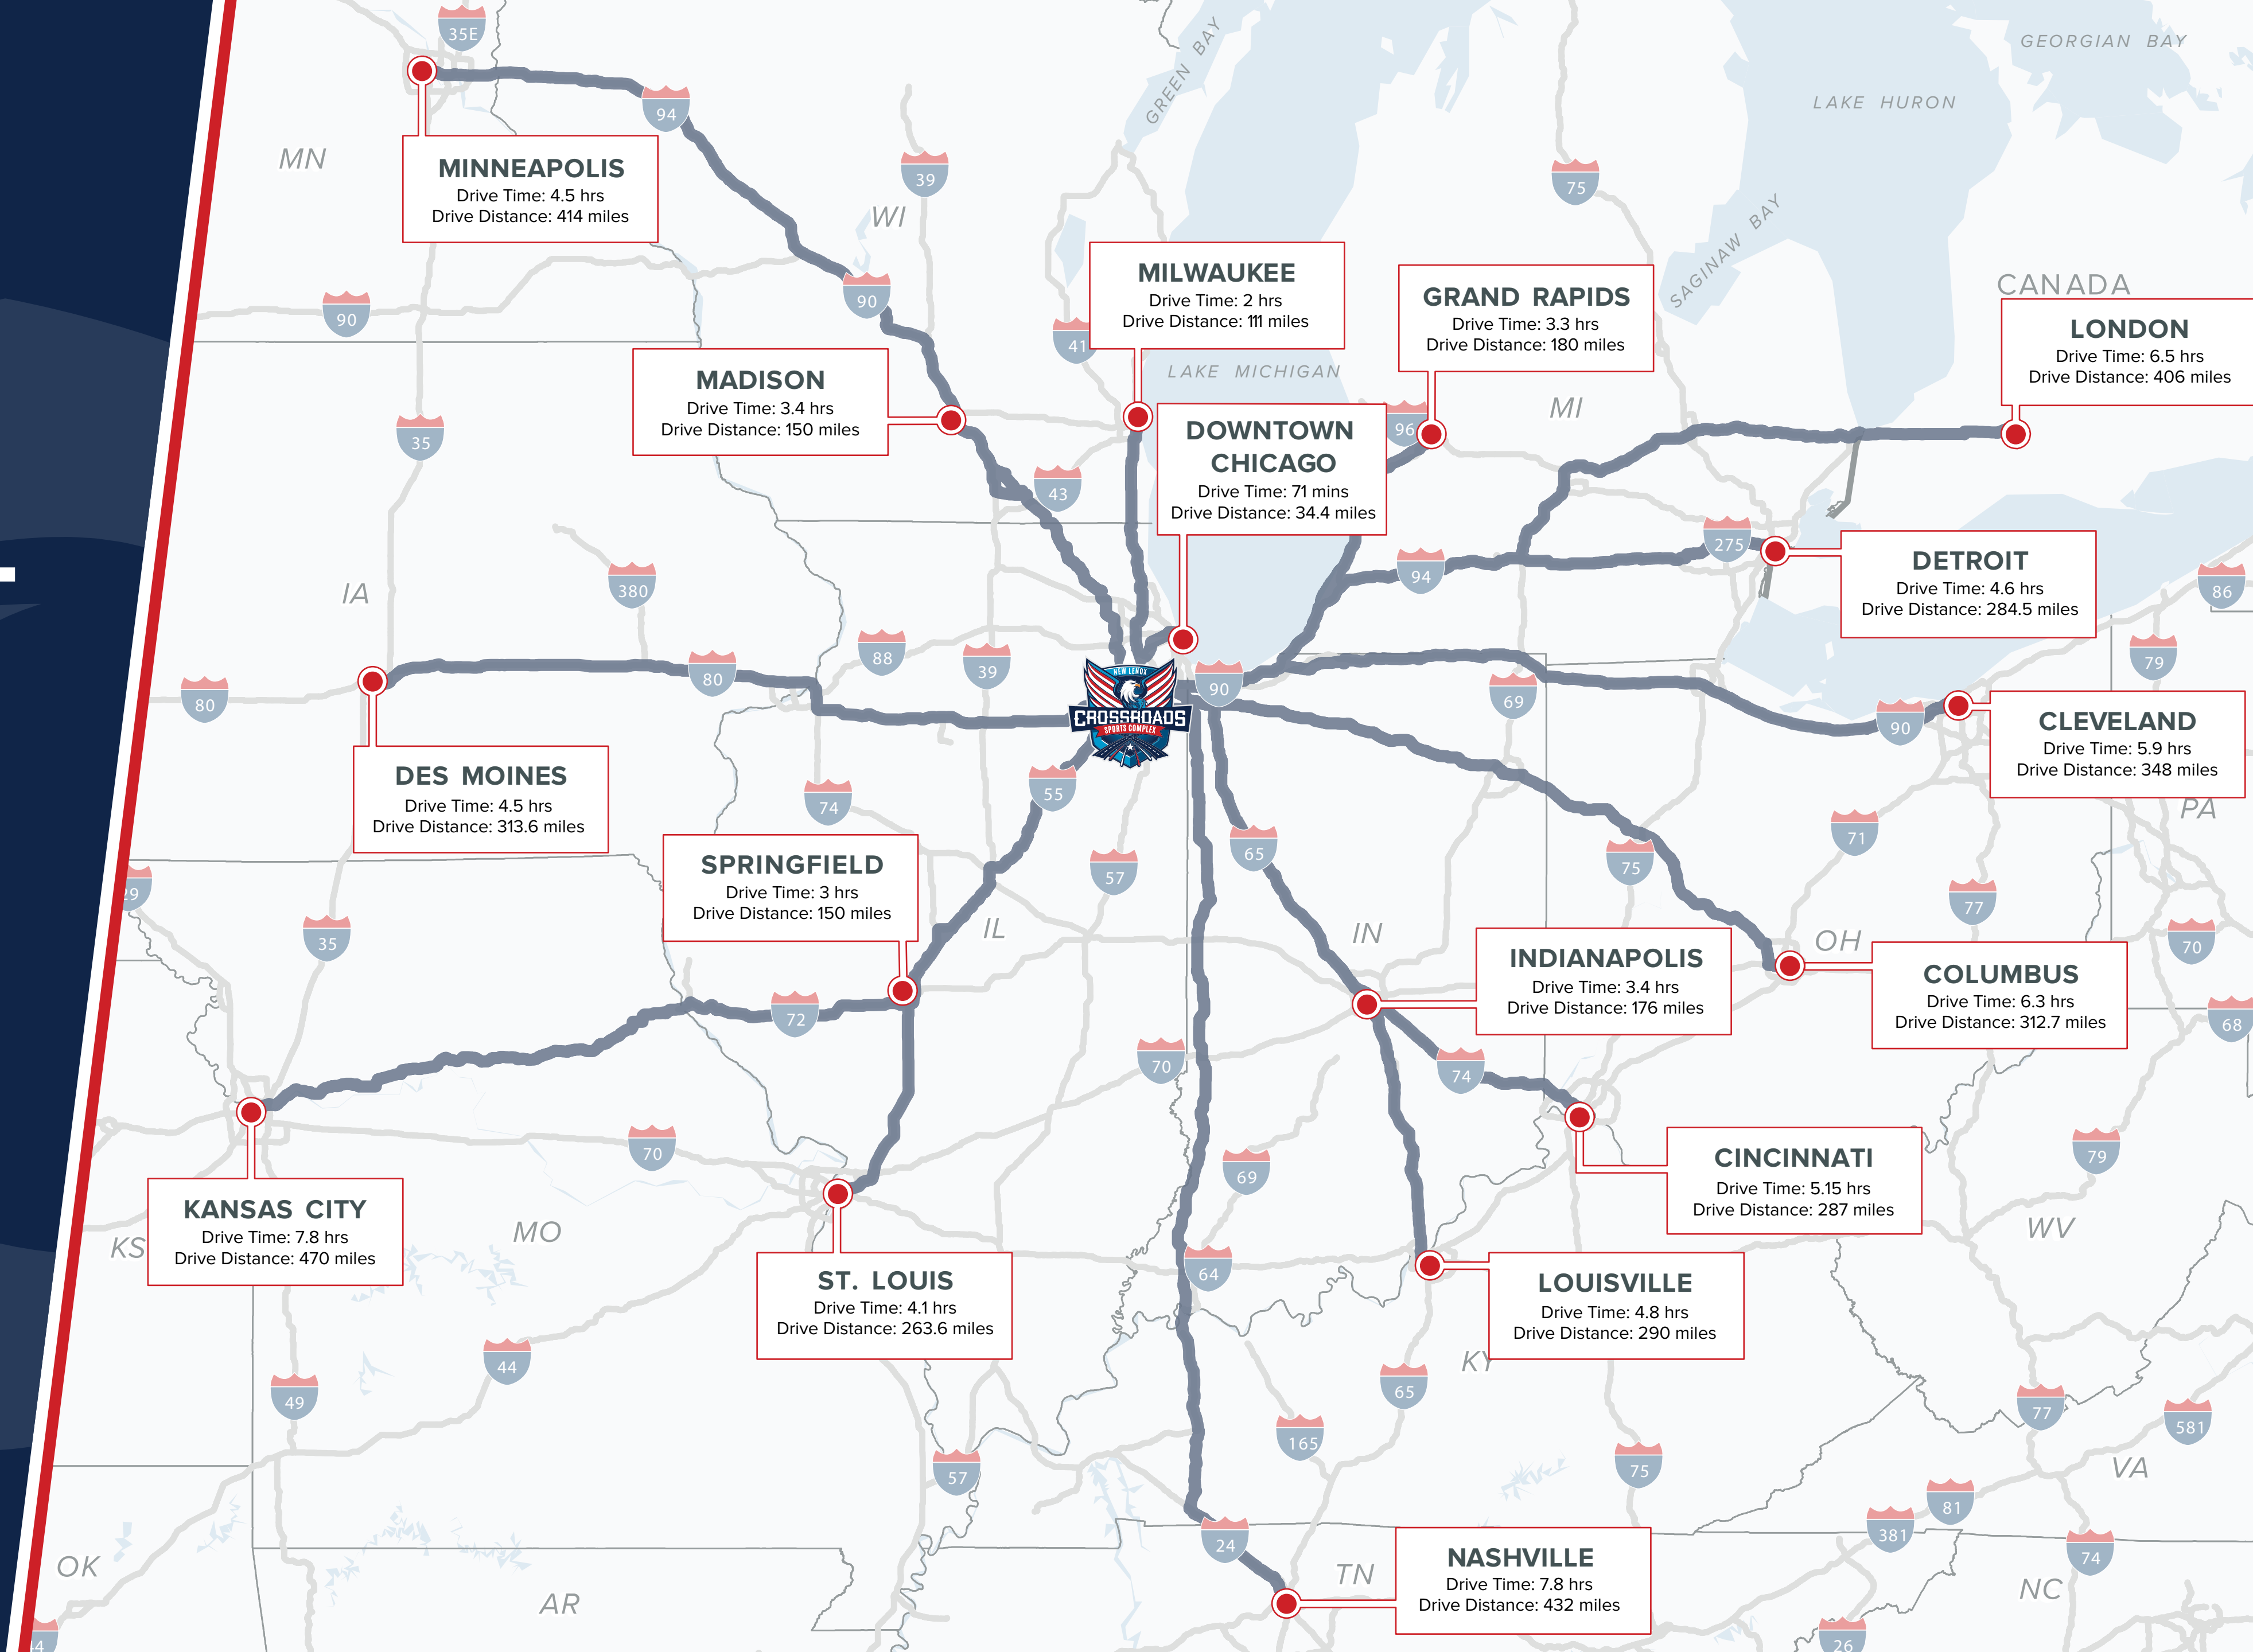 35E
GREEN BAY
GEORGIAN BAY
94
LAKE HURON
MN
MINNEAPOLIS
Drive Time: 4.5 hrs
Drive Distance: 414 miles
39
75
WI
SAGINAW BAY
90
90
MILWAUKEE
Drive Time: 2 hrs
Drive Distance: 111 miles
GRAND RAPIDS
Drive Time: 3.3 hrs
Drive Distance: 180 miles
CANADA
LONDON
Drive Time: 6.5 hrs
Drive Distance: 406 miles
41
LAKE MICHIGAN
MADISON
Drive Time: 3.4 hrs
Drive Distance: 150 miles
MI
35
96
DOWNTOWN
CHICAGO
Drive Time: 71 mins
Drive Distance: 34.4 miles
43
275
DETROIT
Drive Time: 4.6 hrs
Drive Distance: 284.5 miles
94
86
IA
380
88
39
80
80
79
NEW LENOX
CROSSROADS
SPORTS COMPLEX
90
69
90
CLEVELAND
Drive Time: 5.9 hrs
Drive Distance: 348 miles
DES MOINES
Drive Time: 4.5 hrs
Drive Distance: 313.6 miles
55
74
PA
71
65
75
57
SPRINGFIELD
Drive Time: 3 hrs
Drive Distance: 150 miles
29
77
35
IL
IN
OH
70
INDIANAPOLIS
Drive Time: 3.4 hrs
Drive Distance: 176 miles
COLUMBUS
Drive Time: 6.3 hrs
Drive Distance: 312.7 miles
72
68
70
74
70
69
79
CINCINNATI
Drive Time: 5.15 hrs
Drive Distance: 287 miles
KANSAS CITY
Drive Time: 7.8 hrs
Drive Distance: 470 miles
KS
MO
WV
64
ST. LOUIS
Drive Time: 4.1 hrs
Drive Distance: 263.6 miles
LOUISVILLE
Drive Time: 4.8 hrs
Drive Distance: 290 miles
KY
44
49
65
77
581
165
57
75
VA
81
381
24
74
OK
AR
TN
NASHVILLE
Drive Time: 7.8 hrs
Drive Distance: 432 miles
NC
44
26